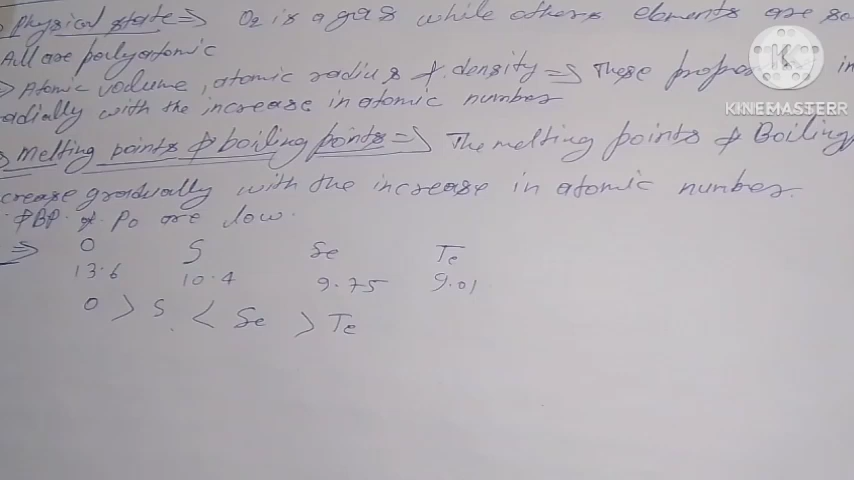 Physical state => O2 is a gas while others elements are so
All are polyatomic
=> Atomic volume, atomic radius & density => These proper in
radially with the increase in atomic number
KINEMASTER
melting points & boiling points => The melting points & Boiling
crease gradually with the increase in atomic number.
& BP. of Po are low.
=> O S Se Te
13.6 10.4 9.75 9.01
O > S < Se > Te